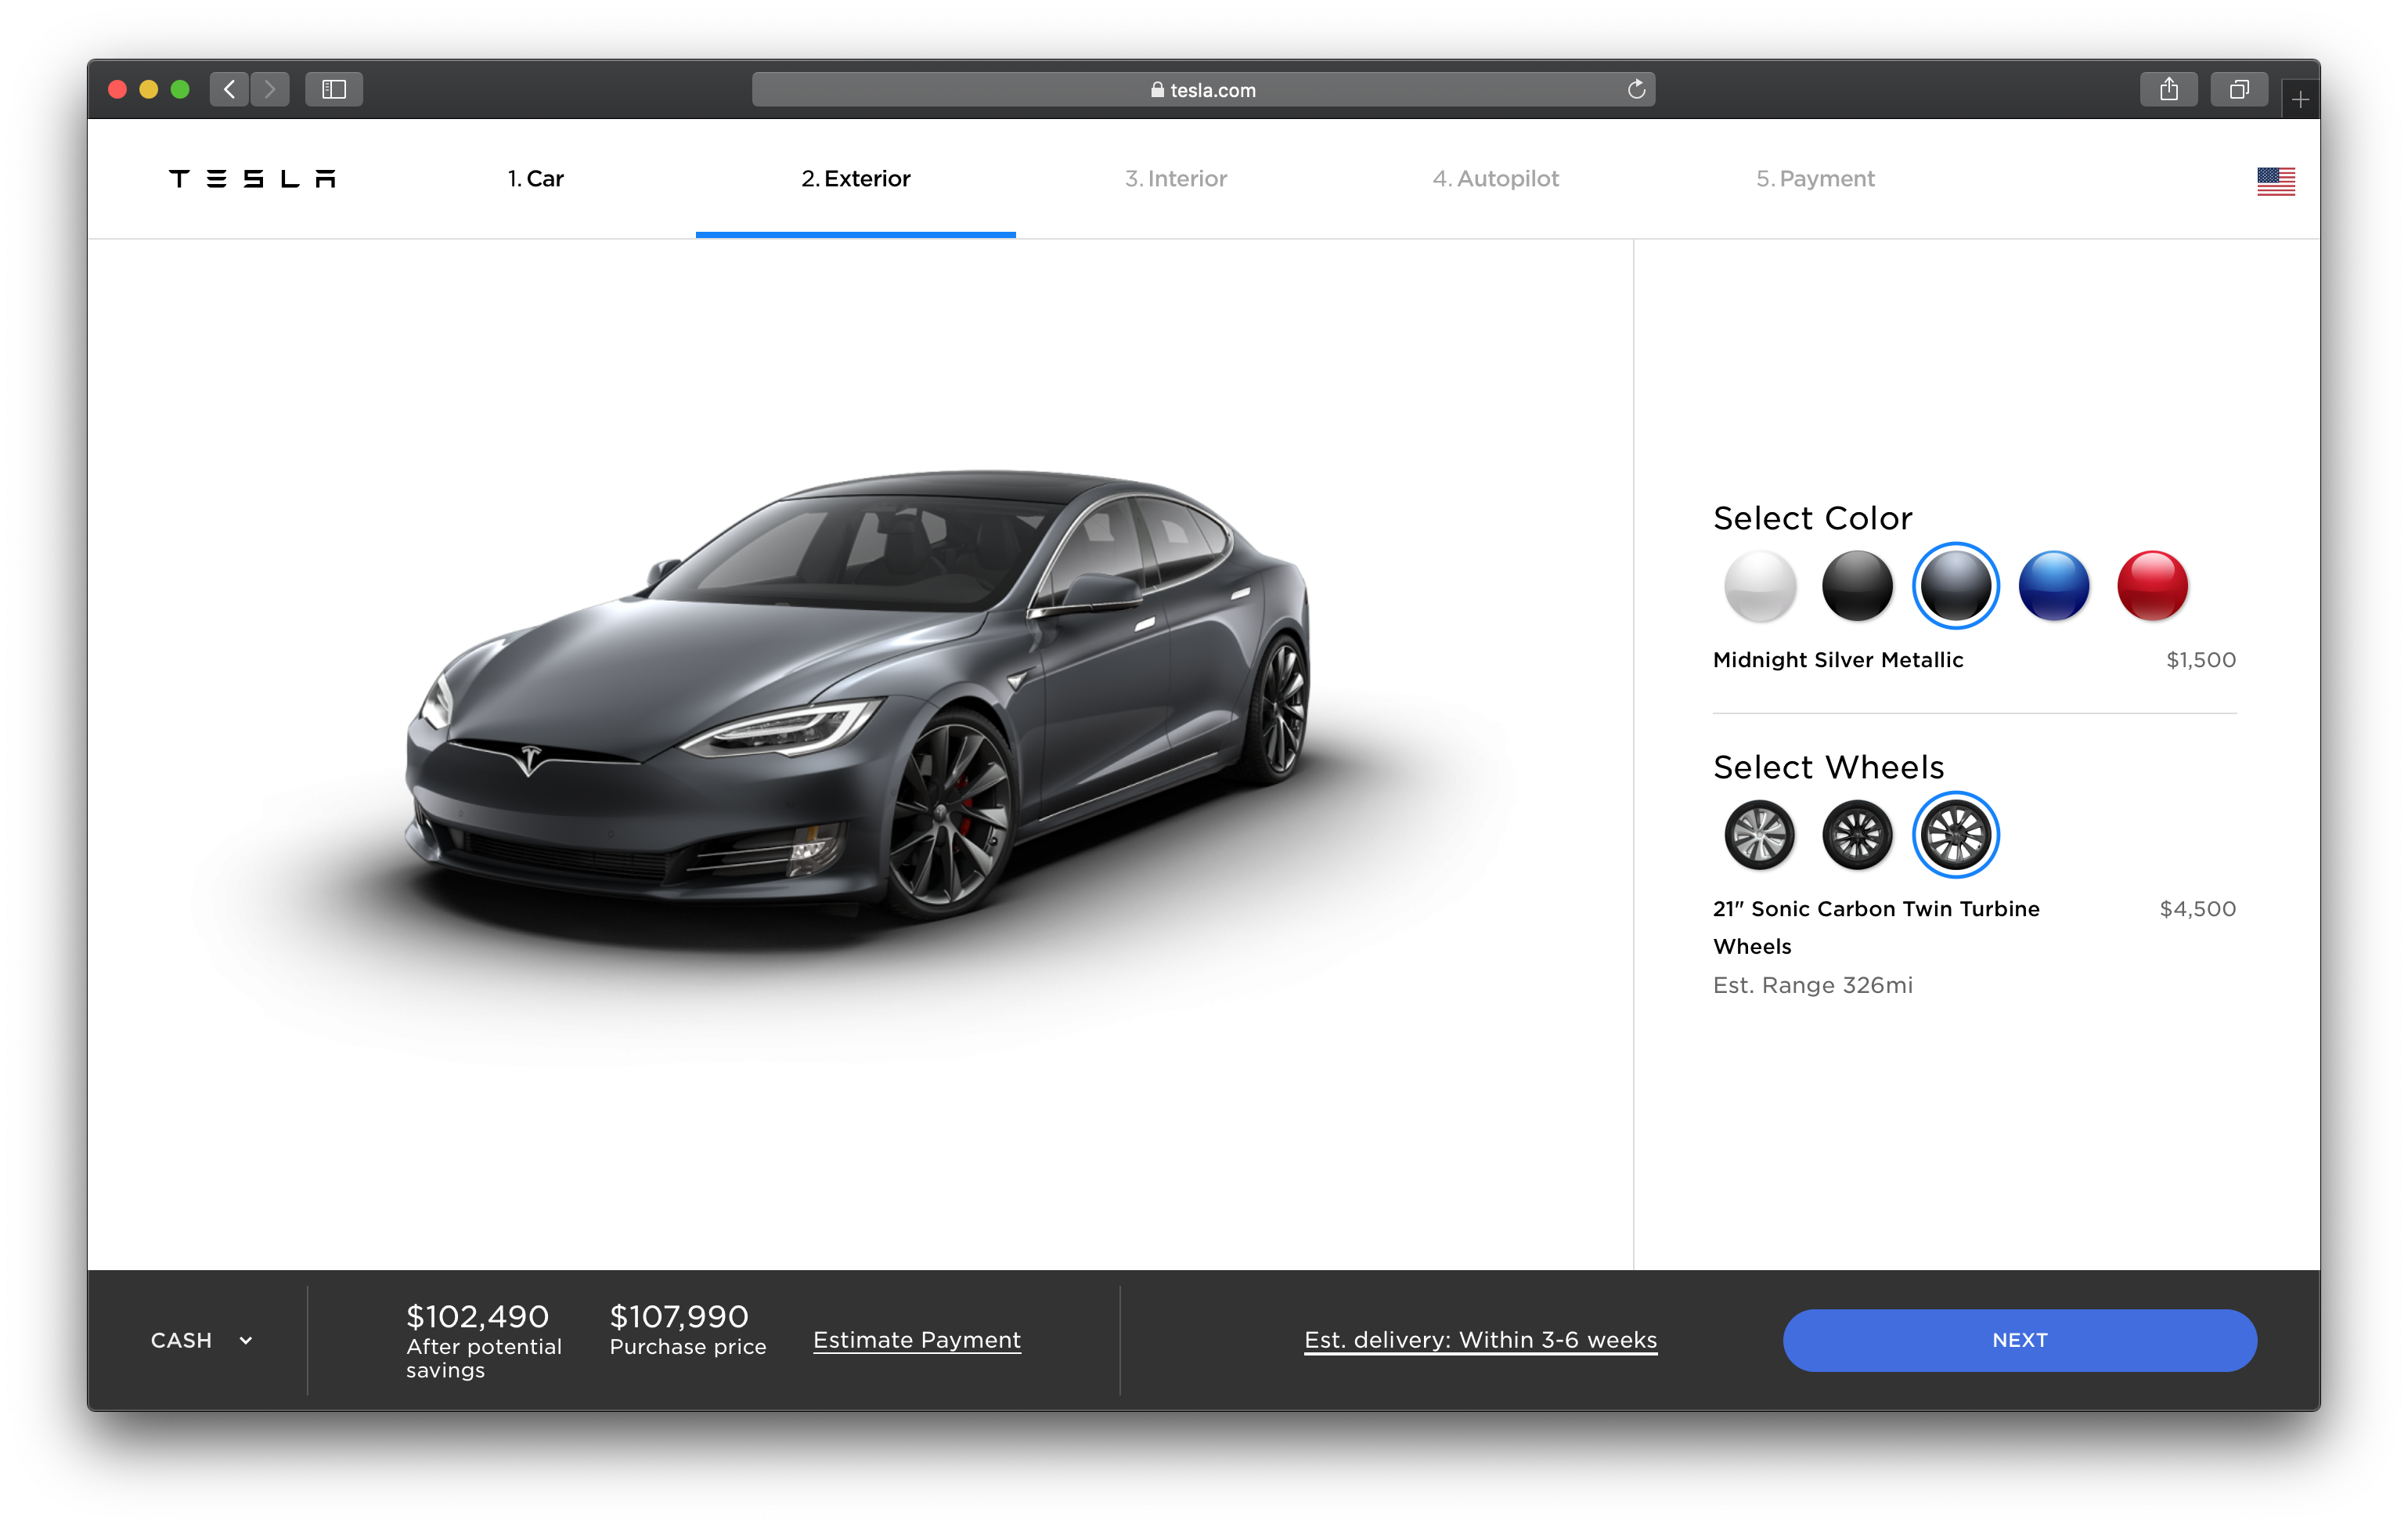 tesla.com
TESLA
1. Car
2. Exterior
3. Interior
4. Autopilot
5. Payment
Select Color
Midnight Silver Metallic
$1,500
Select Wheels
21" Sonic Carbon Twin Turbine
Wheels
$4,500
Est. Range 326mi
CASH
$102,490
After potential
savings
$107,990
Purchase price
Estimate Payment
Est. delivery: Within 3-6 weeks
NEXT